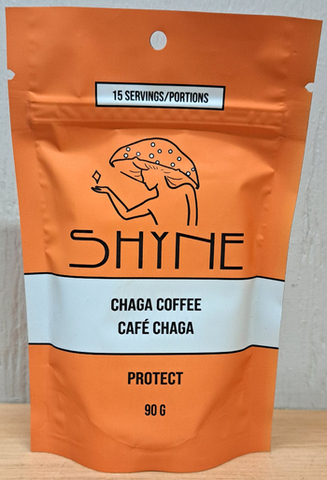 15 SERVINGS/PORTIONS
SHYNE
CHAGA COFFEE
CAFÉ CHAGA
PROTECT
90 G